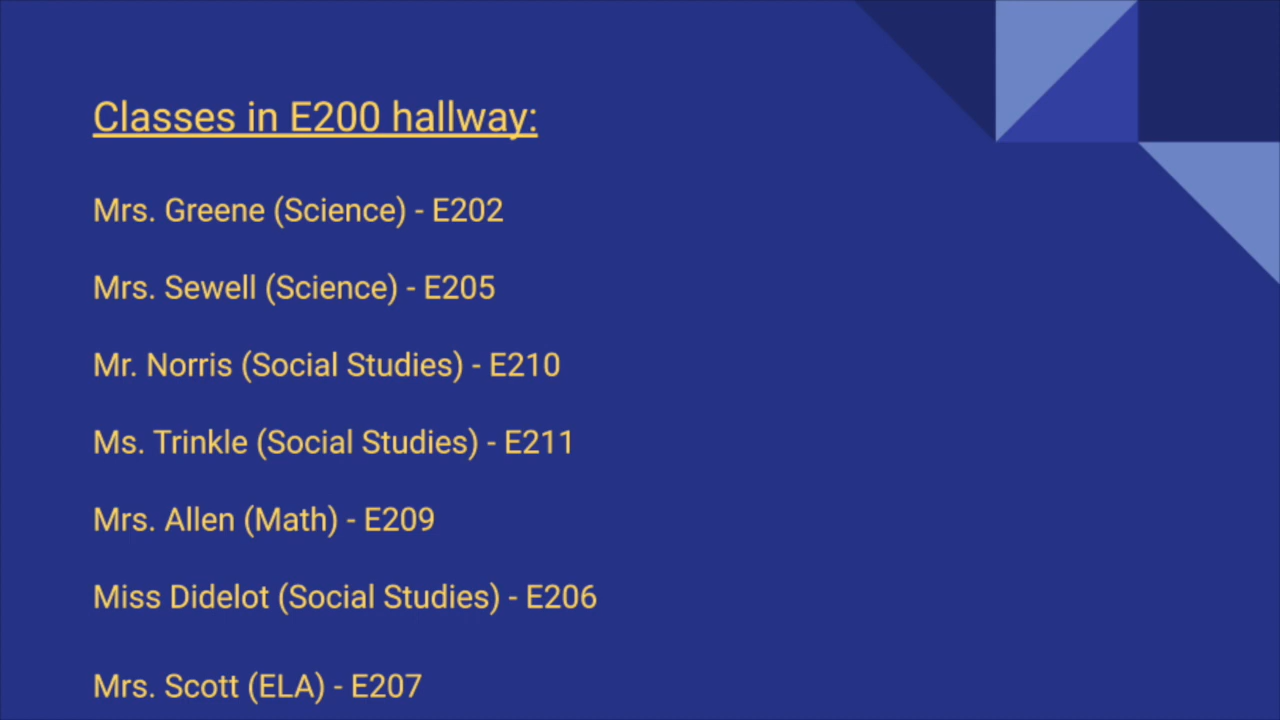 Classes in E200 hallway:
Mrs. Greene (Science) - E202
Mrs. Sewell (Science) - E205
Mr. Norris (Social Studies) - E210
Ms. Trinkle (Social Studies) - E211
Mrs. Allen (Math) - E209
Miss Didelot (Social Studies) - E206
Mrs. Scott (ELA) - E207